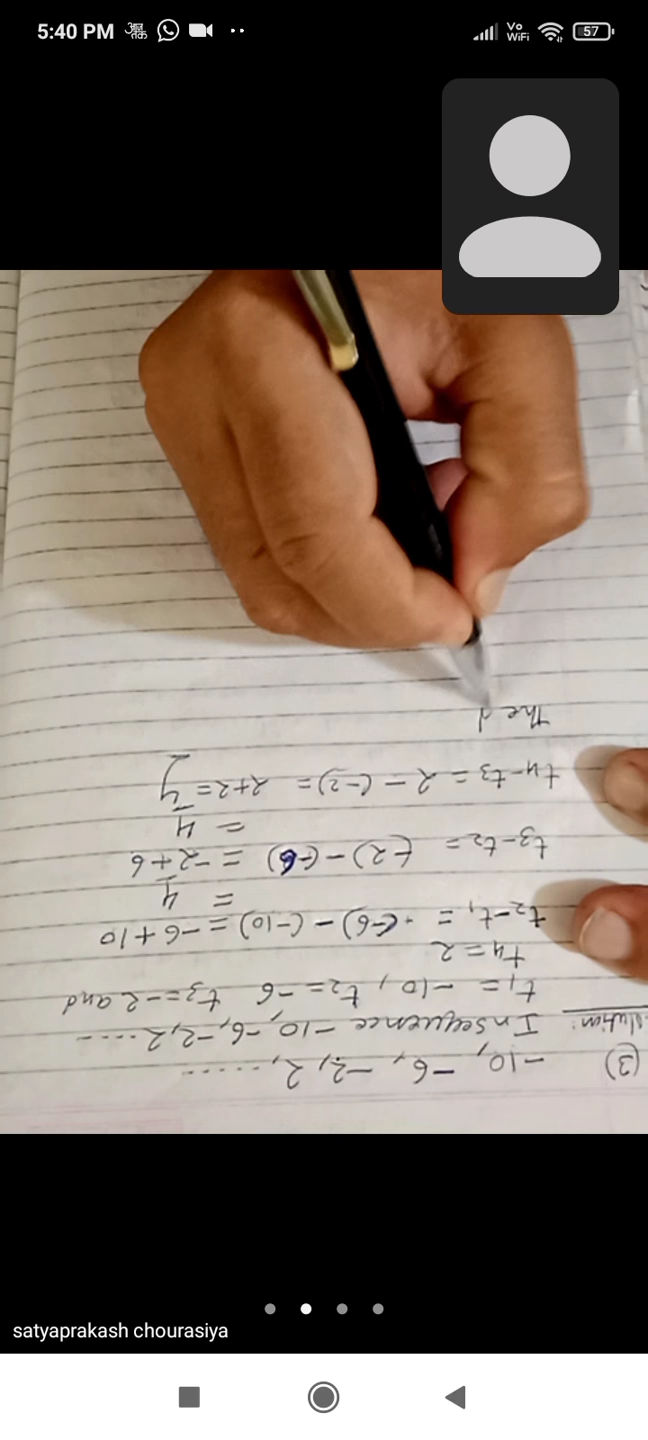 5:40 PM
Vo
WiFi
57
(3) -10, -6, -2, 2, .....
solution: In sequence -10, -6, -2, 2 .....
t₁ = -10, t₂ = -6 t₃ = -2 and
t₄ = 2
t₂-t₁ = (-6) - (-10) = -6 + 10
= 4
t₃-t₂ = (-2) - (-6) = -2 + 6
= 4
t₄-t₃ = 2 - (-2) = 2+2 = 4
The d
satyaprakash chourasiya